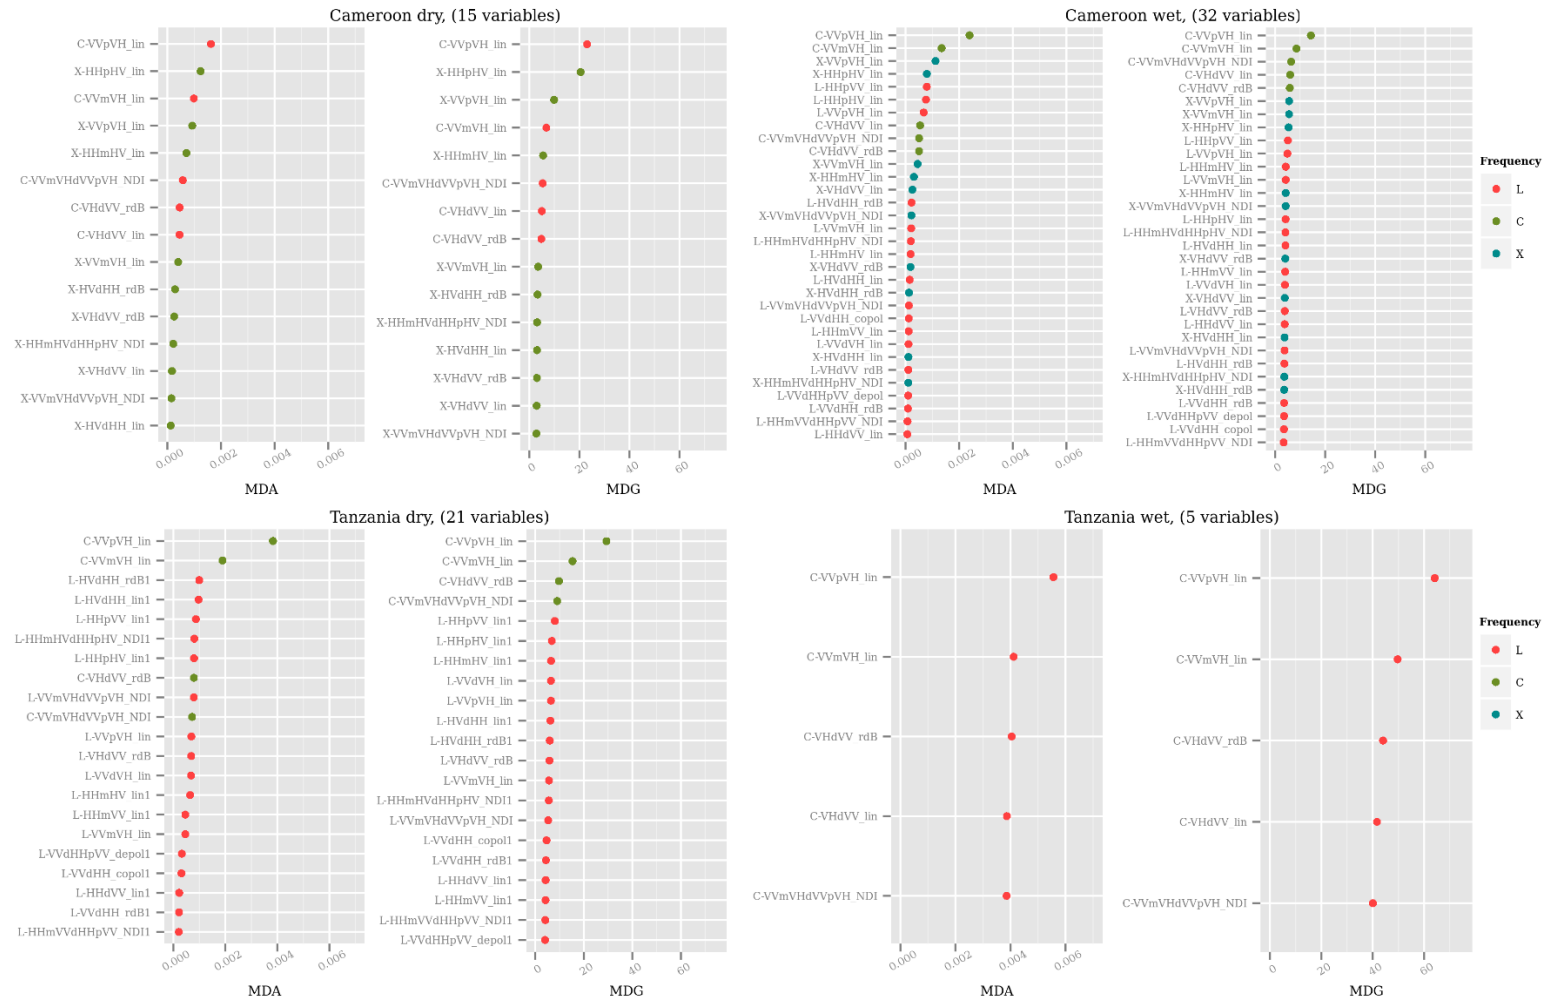 Cameroon dry, (15 variables)
C-VVpVH_lin
X-HHpHV_lin
C-VVmVH_lin
X-VVpVH_lin
X-HHmHV_lin
C-VVmVHdVVpVH_NDI
C-VHdVV_rdB
C-VHdVV_lin
X-VVmVH_lin
X-HVdHH_rdB
X-VHdVV_rdB
X-HHmHVdHHpHV_NDI
X-VHdVV_lin
X-VVmVHdVVpVH_NDI
X-HVdHH_lin
0.000 0.002 0.004 0.006
MDA
C-VVpVH_lin
X-HHpHV_lin
X-VVpVH_lin
C-VVmVH_lin
X-HHmHV_lin
C-VVmVHdVVpVH_NDI
C-VHdVV_lin
C-VHdVV_rdB
X-VVmVH_lin
X-HVdHH_rdB
X-HHmHVdHHpHV_NDI
X-HVdHH_lin
X-VHdVV_rdB
X-VHdVV_lin
X-VVmVHdVVpVH_NDI
0 20 40 60
MDG
Cameroon wet, (32 variables)
C-VVpVH_lin
C-VVmVH_lin
X-VVpVH_lin
X-HHpHV_lin
L-HHpVV_lin
L-HHpHV_lin
L-VVpVH_lin
C-VHdVV_lin
C-VVmVHdVVpVH_NDI
C-VHdVV_rdB
X-VVmVH_lin
X-HHmHV_lin
X-VHdVV_lin
L-HVdHH_rdB
X-VVmVHdVVpVH_NDI
L-VVmVH_lin
L-HHmHVdHHpHV_NDI
L-HHmHV_lin
X-VHdVV_rdB
L-HVdHH_lin
X-HVdHH_rdB
L-VVmVHdVVpVH_NDI
L-VVdHH_copol
L-HHmVV_lin
L-VVdVH_lin
X-HVdHH_lin
L-VHdVV_rdB
X-HHmHVdHHpHV_NDI
L-VVdHHpVV_depol
L-VVdHH_rdB
L-HHmVVdHHpVV_NDI
L-HHdVV_lin
0.000 0.002 0.004 0.006
MDA
C-VVpVH_lin
C-VVmVH_lin
C-VVmVHdVVpVH_NDI
C-VHdVV_lin
C-VHdVV_rdB
X-VVpVH_lin
X-VVmVH_lin
X-HHpHV_lin
L-HHpVV_lin
L-VVpVH_lin
L-HHmHV_lin
L-VVmVH_lin
X-HHmHV_lin
X-VVmVHdVVpVH_NDI
L-HHpHV_lin
L-HHmHVdHHpHV_NDI
L-HVdHH_lin
X-VHdVV_rdB
L-HHmVV_lin
L-VVdVH_lin
X-VHdVV_lin
L-VHdVV_rdB
L-HHdVV_lin
X-HVdHH_lin
L-VVmVHdVVpVH_NDI
L-HVdHH_rdB
X-HHmHVdHHpHV_NDI
X-HVdHH_rdB
L-VVdHH_rdB
L-VVdHHpVV_depol
L-VVdHH_copol
L-HHmVVdHHpVV_NDI
0 20 40 60
MDG
Frequency
L
C
X
Tanzania dry, (21 variables)
C-VVpVH_lin
C-VVmVH_lin
L-HVdHH_rdB1
L-HVdHH_lin1
L-HHpVV_lin1
L-HHmHVdHHpHV_NDI1
L-HHpHV_lin1
C-VHdVV_rdB
L-VVmVHdVVpVH_NDI
C-VVmVHdVVpVH_NDI
L-VVpVH_lin
L-VHdVV_rdB
L-VVdVH_lin
L-HHmHV_lin1
L-HHmVV_lin1
L-VVmVH_lin
L-VVdHHpVV_depol1
L-VVdHH_copol1
L-HHdVV_lin1
L-VVdHH_rdB1
L-HHmVVdHHpVV_NDI1
0.000 0.002 0.004 0.006
MDA
C-VVpVH_lin
C-VVmVH_lin
C-VHdVV_rdB
C-VVmVHdVVpVH_NDI
L-HHpVV_lin1
L-HHpHV_lin1
L-HHmHV_lin1
L-VVdVH_lin
L-VVpVH_lin
L-HVdHH_lin1
L-HVdHH_rdB1
L-VHdVV_rdB
L-VVmVH_lin
L-HHmHVdHHpHV_NDI1
L-VVmVHdVVpVH_NDI
L-VVdHH_copol1
L-VVdHH_rdB1
L-HHdVV_lin1
L-HHmVV_lin1
L-HHmVVdHHpVV_NDI1
L-VVdHHpVV_depol1
0 20 40 60
MDG
Tanzania wet, (5 variables)
C-VVpVH_lin
C-VVmVH_lin
C-VHdVV_rdB
C-VHdVV_lin
C-VVmVHdVVpVH_NDI
0.000 0.002 0.004 0.006
MDA
C-VVpVH_lin
C-VVmVH_lin
C-VHdVV_rdB
C-VHdVV_lin
C-VVmVHdVVpVH_NDI
0 20 40 60
MDG
Frequency
L
C
X